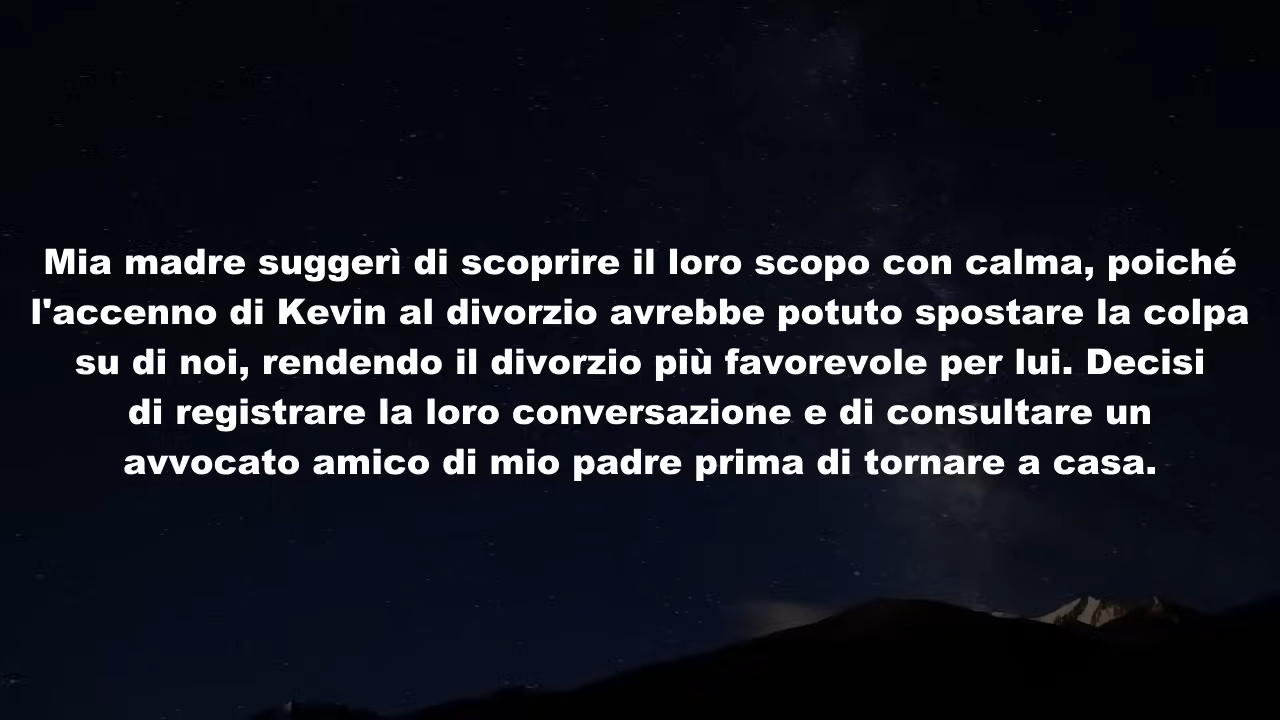 Mia madre suggerì di scoprire il loro scopo con calma, poiché
l'accenno di Kevin al divorzio avrebbe potuto spostare la colpa
su di noi, rendendo il divorzio più favorevole per lui. Decisi
di registrare la loro conversazione e di consultare un
avvocato amico di mio padre prima di tornare a casa.